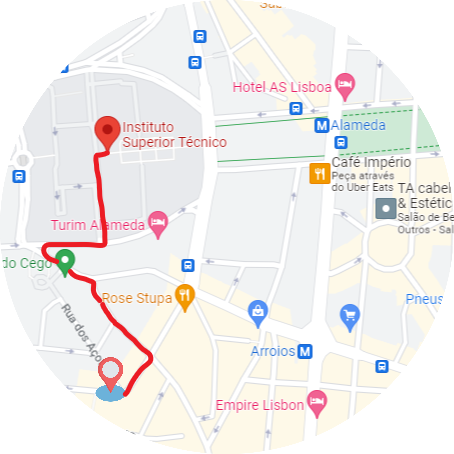 Hotel AS Lisboa
Instituto
Superior Técnico
M Alameda
Café Império
Peça através
do Uber Eats
TA cabel
& Estétic
Salão de Be
Outros - Sal
Turim Alameda
do Cego
Rose Stupa
Pneus
Rua dos Aço
Arroios M
Empire Lisbon